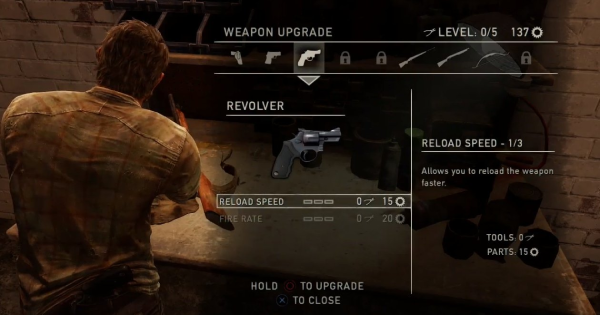 WEAPON UPGRADE
LEVEL: 0/5 137
REVOLVER
RELOAD SPEED - 1/3
Allows you to reload the weapon
faster.
RELOAD SPEED 0 15
FIRE RATE 0 20
TOOLS: 0
PARTS: 15
HOLD TO UPGRADE
TO CLOSE